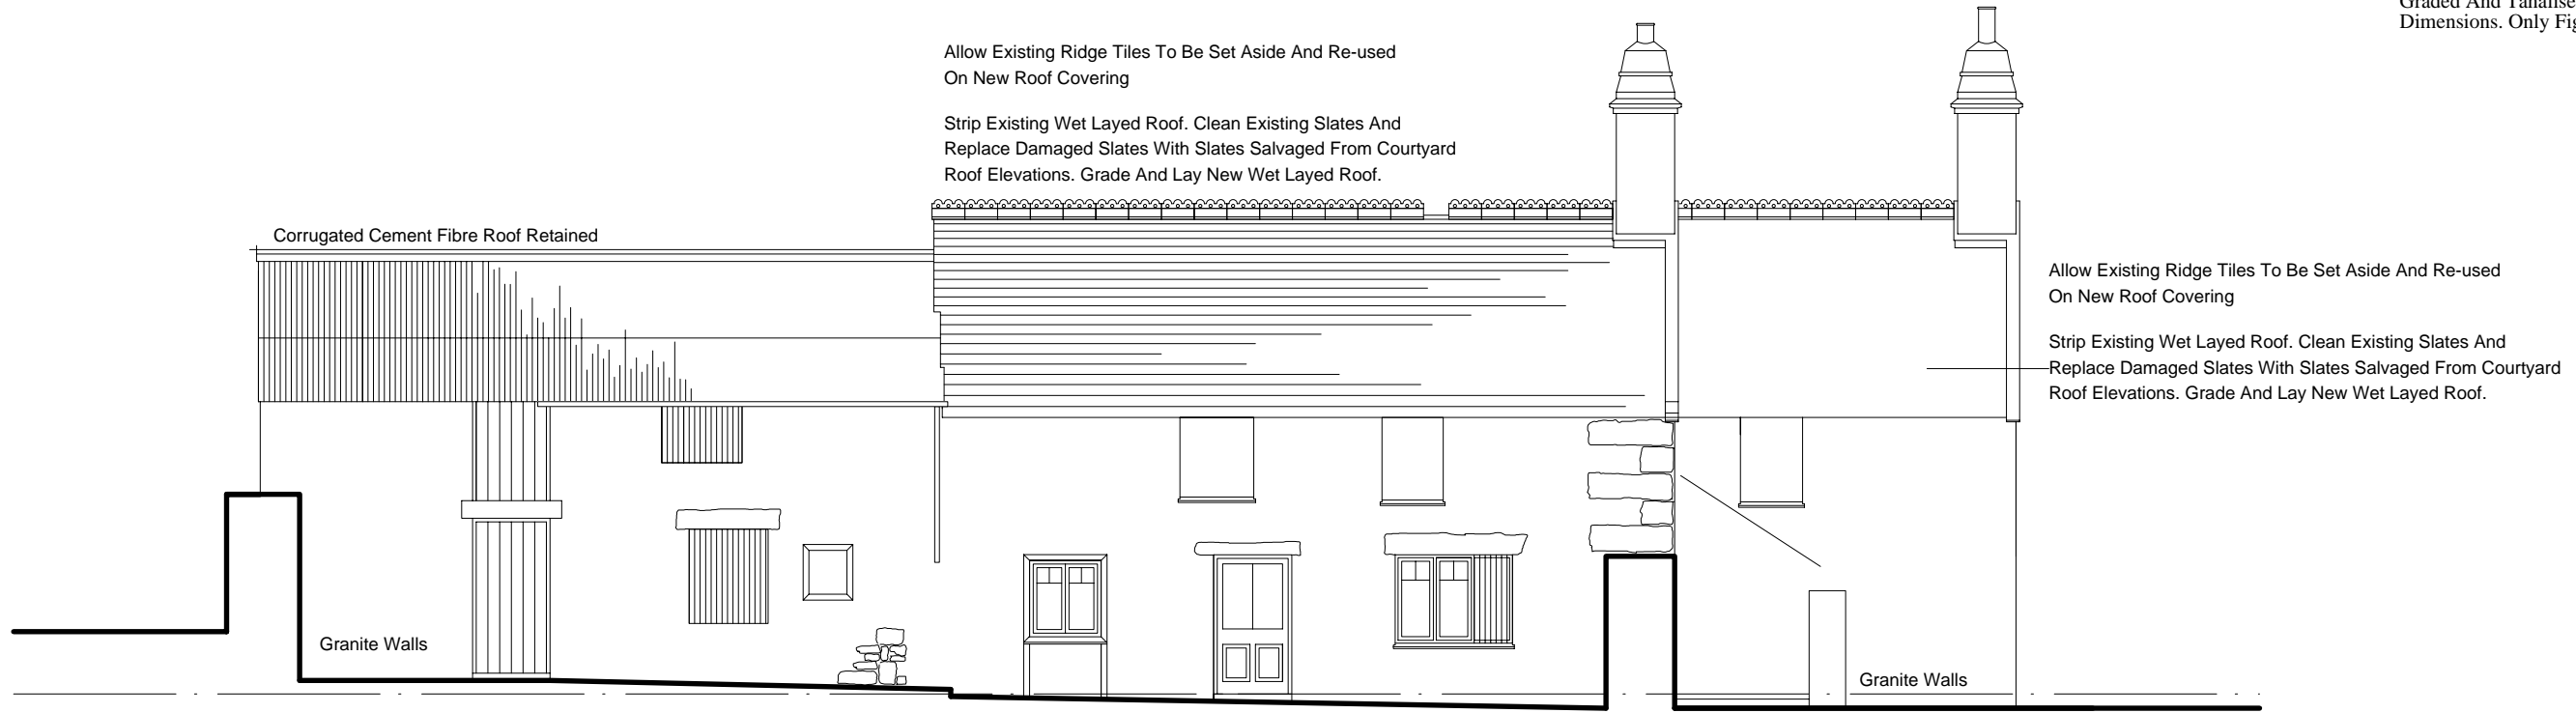 Graded And Tanalise
Dimensions. Only Fig
Allow Existing Ridge Tiles To Be Set Aside And Re-used
On New Roof Covering
Strip Existing Wet Layed Roof. Clean Existing Slates And
Replace Damaged Slates With Slates Salvaged From Courtyard
Roof Elevations. Grade And Lay New Wet Layed Roof.
Corrugated Cement Fibre Roof Retained
Allow Existing Ridge Tiles To Be Set Aside And Re-used
On New Roof Covering
Strip Existing Wet Layed Roof. Clean Existing Slates And
Replace Damaged Slates With Slates Salvaged From Courtyard
Roof Elevations. Grade And Lay New Wet Layed Roof.
Granite Walls
Granite Walls